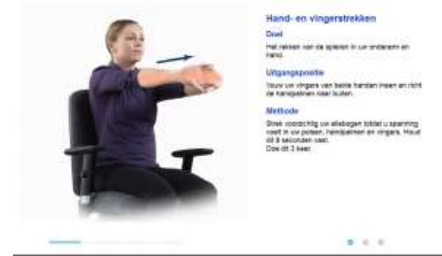 Hand- en vingerstrekken
Doel
Het rekken van de spieren in uw onderarm en
hand.
Uitgangspositie
Vouw uw vingers van beide handen ineen en richt
de handpalmen naar buiten.
Methode
Strek voorzichtig uw ellebogen totdat u spanning
voelt in uw polsen, handpalmen en vingers. Houd
dit 8 seconden vast.
Doe dit 3 keer.